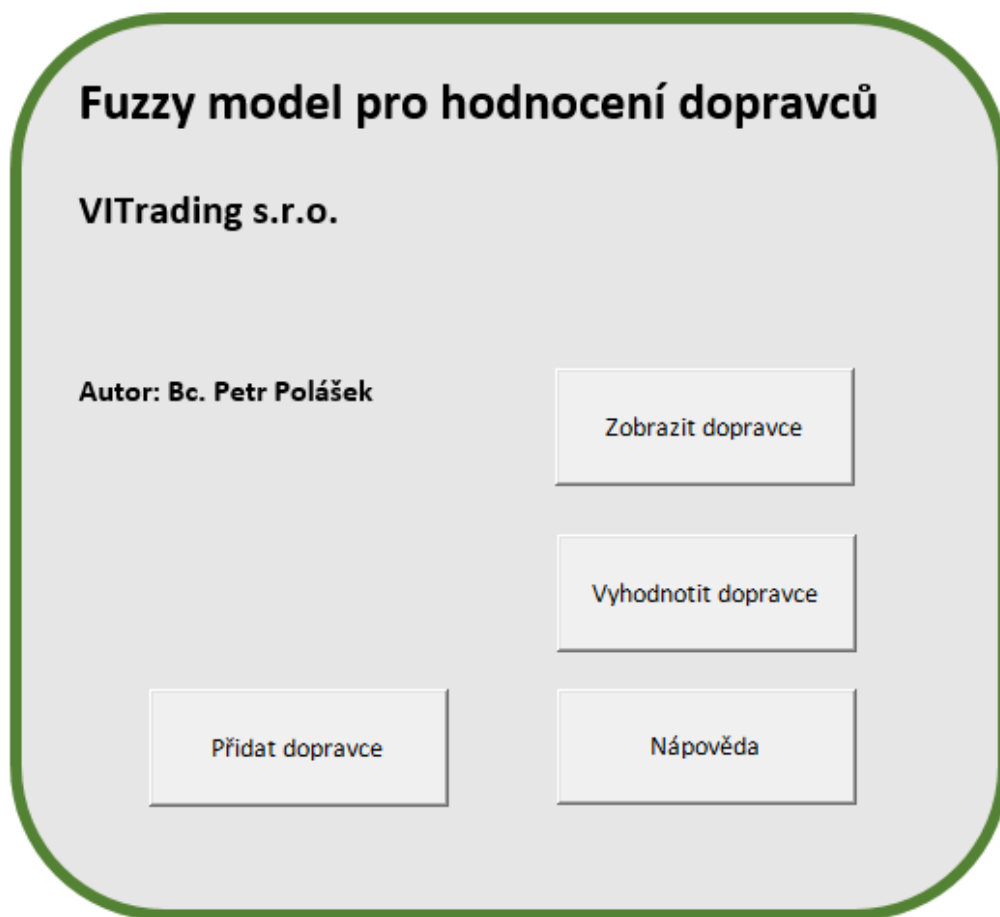 Fuzzy model pro hodnocení dopravců
VITrading s.r.o.
Autor: Bc. Petr Polášek
Zobrazit dopravce
Vyhodnotit dopravce
Přidat dopravce
Nápověda